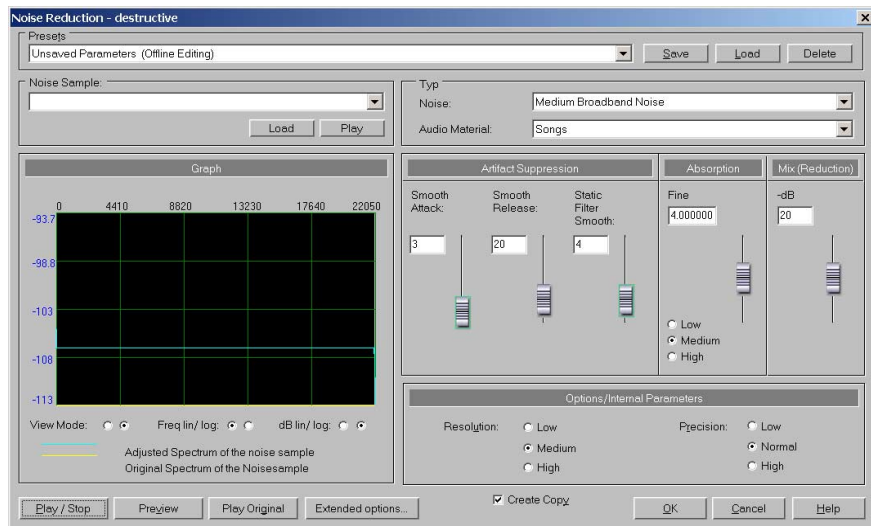 Noise Reduction - destructive
Presets
Unsaved Parameters (Offline Editing)
Save Load Delete
Noise Sample:
Load Play
Typ
Noise: Medium Broadband Noise
Audio Material: Songs
Graph
0 4410 8820 13230 17640 22050
-93.7
-98.8
-103
-108
-113
View Mode: Freq lin/ log: dB lin/ log:
Adjusted Spectrum of the noise sample
Original Spectrum of the Noisesample
Artifact Suppression
Smooth Attack:
3
Smooth Release:
20
Static Filter Smooth:
4
Absorption
Fine
4.000000
Low
Medium
High
Mix (Reduction)
-dB
20
Options/Internal Parameters
Resolution: Low
Medium
High
Precision: Low
Normal
High
Play / Stop Preview Play Original Extended options...
Create Copy
OK Cancel Help